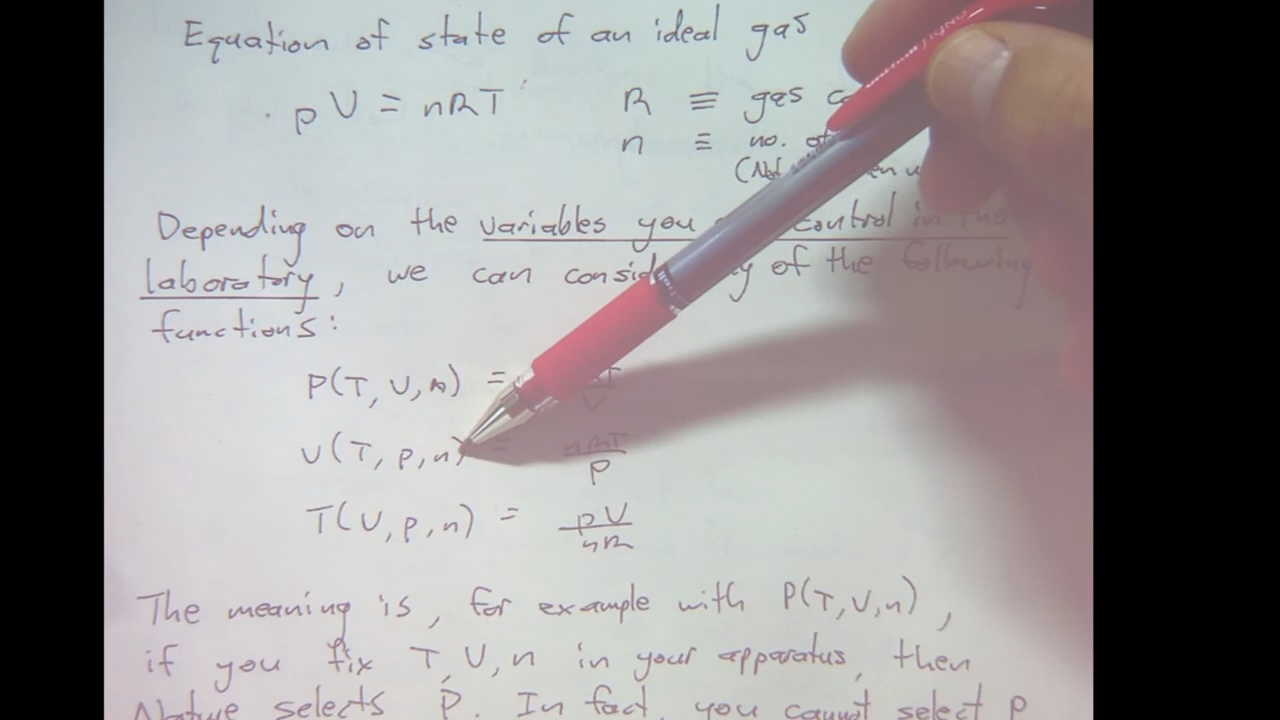 Equation of state of an ideal gas
pV = nRT R ≡ gas
n ≡ no. of
Depending on the variables you control in the
laboratory, we can consider of the following
functions:
P(T, V, n) =
V(T, p, n) = nRT/P
T(V, p, n) = pV/nR
The meaning is, for example with P(T, V, n),
if you fix T, V, n in your apparatus, then
Nature selects P. In fact, you cannot select P